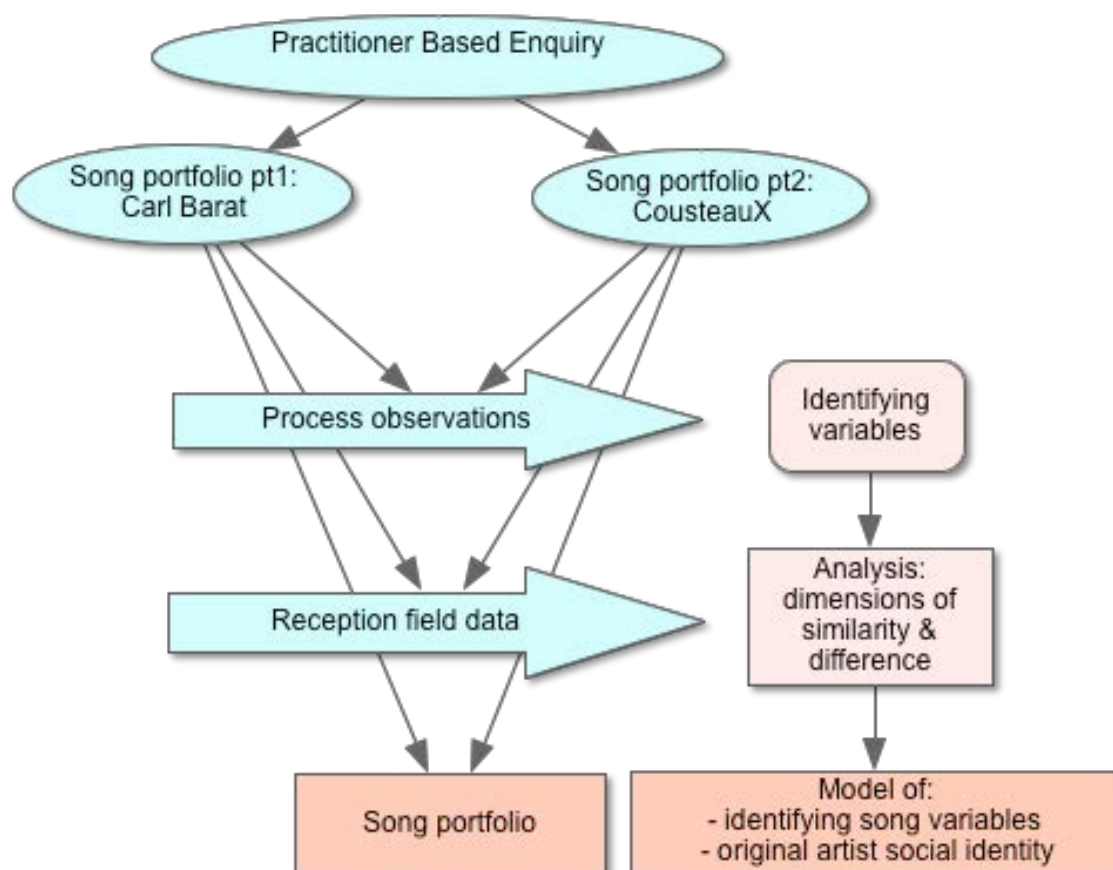 Practitioner Based Enquiry
Song portfolio pt1:
Carl Barat
Song portfolio pt2:
CousteauX
Process observations
Identifying
variables
Reception field data
Analysis:
dimensions of
similarity &
difference
Song portfolio
Model of:
- identifying song variables
- original artist social identity